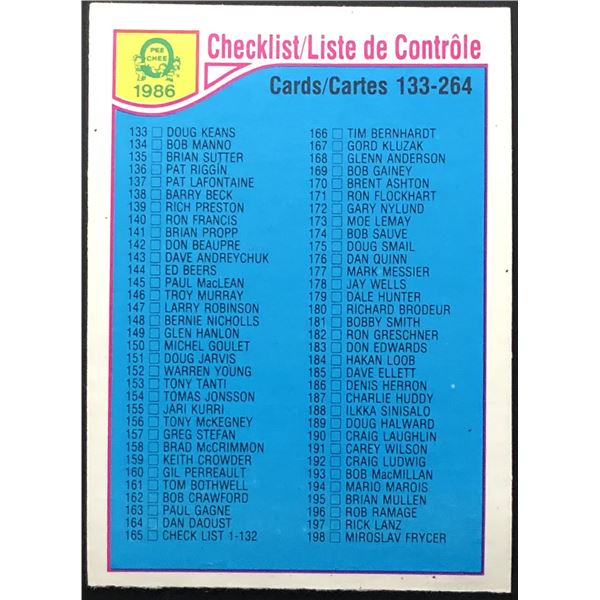 O
PEE
CHEE
1986
Checklist/Liste de Contrôle
Cards/Cartes 133-264
133 DOUG KEANS
134 BOB MANNO
135 BRIAN SUTTER
136 PAT RIGGIN
137 PAT LAFONTAINE
138 BARRY BECK
139 RICH PRESTON
140 RON FRANCIS
141 BRIAN PROPP
142 DON BEAUPRE
143 DAVE ANDREYCHUK
144 ED BEERS
145 PAUL MacLEAN
146 TROY MURRAY
147 LARRY ROBINSON
148 BERNIE NICHOLLS
149 GLEN HANLON
150 MICHEL GOULET
151 DOUG JARVIS
152 WARREN YOUNG
153 TONY TANTI
154 TOMAS JONSSON
155 JARI KURRI
156 TONY McKEGNEY
157 GREG STEFAN
158 BRAD McCRIMMON
159 KEITH CROWDER
160 GIL PERREAULT
161 TOM BOTHWELL
162 BOB CRAWFORD
163 PAUL GAGNE
164 DAN DAOUST
165 CHECK LIST 1-132
166 TIM BERNHARDT
167 GORD KLUZAK
168 GLENN ANDERSON
169 BOB GAINEY
170 BRENT ASHTON
171 RON FLOCKHART
172 GARY NYLUND
173 MOE LEMAY
174 BOB SAUVE
175 DOUG SMAIL
176 DAN QUINN
177 MARK MESSIER
178 JAY WELLS
179 DALE HUNTER
180 RICHARD BRODEUR
181 BOBBY SMITH
182 RON GRESCHNER
183 DON EDWARDS
184 HAKAN LOOB
185 DAVE ELLETT
186 DENIS HERRON
187 CHARLIE HUDDY
188 ILKKA SINISALO
189 DOUG HALWARD
190 CRAIG LAUGHLIN
191 CAREY WILSON
192 CRAIG LUDWIG
193 BOB MacMILLAN
194 MARIO MAROIS
195 BRIAN MULLEN
196 ROB RAMAGE
197 RICK LANZ
198 MIROSLAV FRYCER